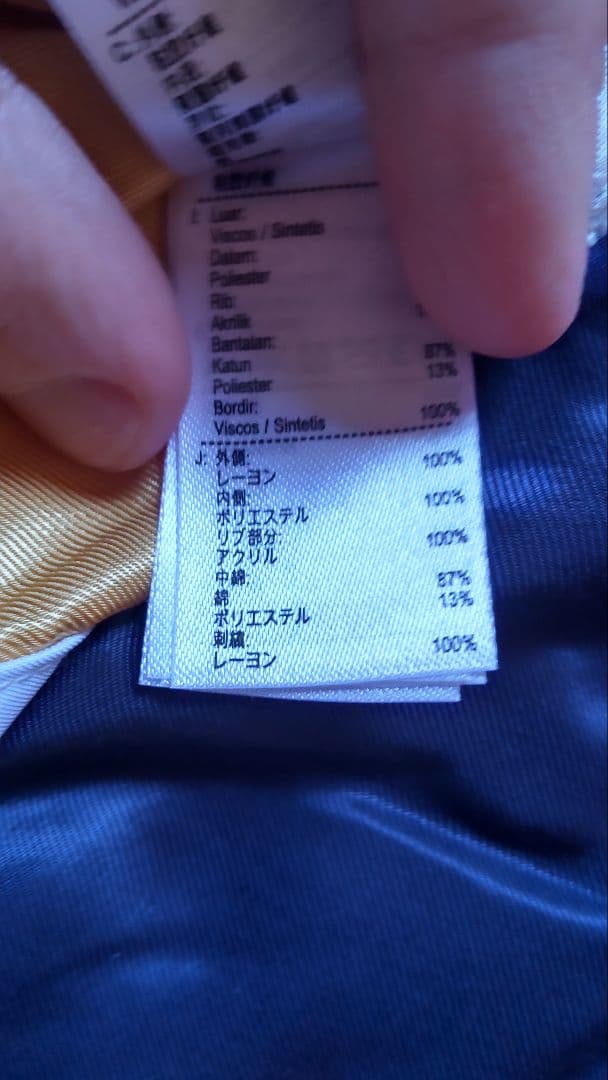 I: Luar:
Viscos / Sintetis
Dalam:
Poliester
Rib:
Akrilik
Bantalan:
Katun 87%
Poliester 13%
Bordir:
Viscos / Sintetis 100%
J: 外側:
レーヨン 100%
内側:
ポリエステル 100%
リブ部分:
アクリル 100%
中綿:
綿 87%
ポリエステル 13%
刺繍:
レーヨン 100%